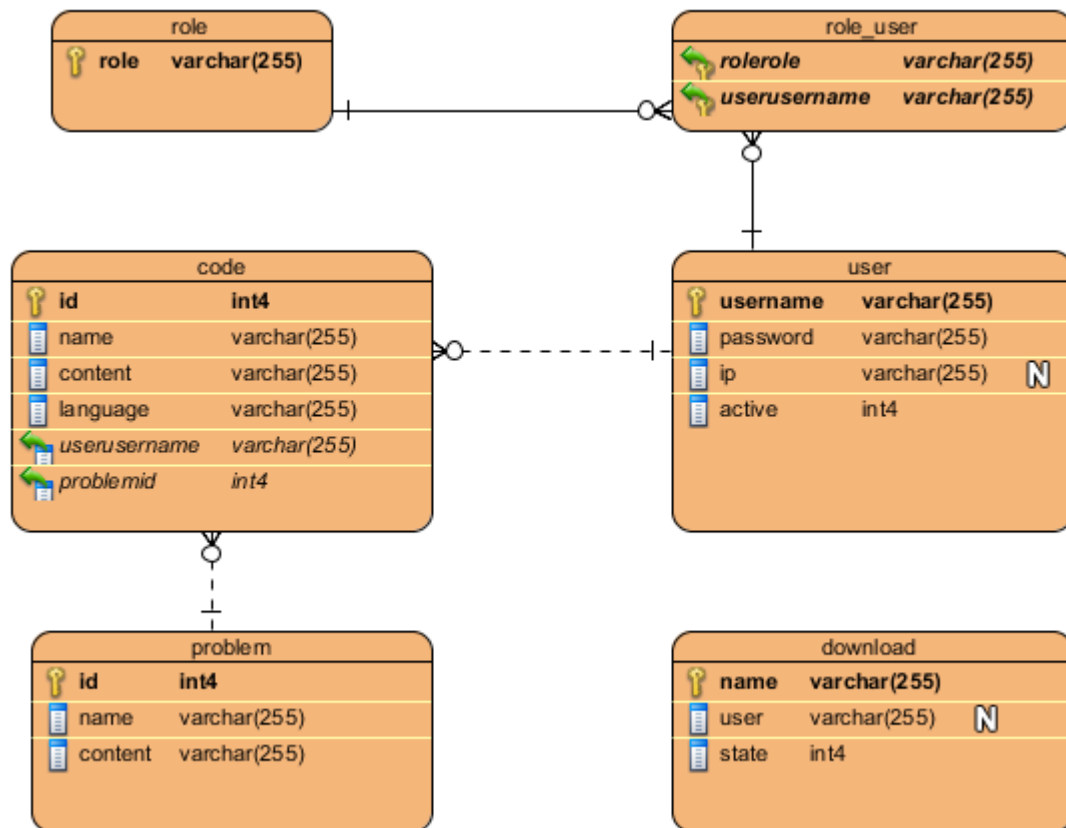 role
role varchar(255)
role_user
rolerole varchar(255)
userusername varchar(255)
code
id int4
name varchar(255)
content varchar(255)
language varchar(255)
userusername varchar(255)
problemid int4
user
username varchar(255)
password varchar(255)
ip varchar(255) N
active int4
problem
id int4
name varchar(255)
content varchar(255)
download
name varchar(255)
user varchar(255) N
state int4